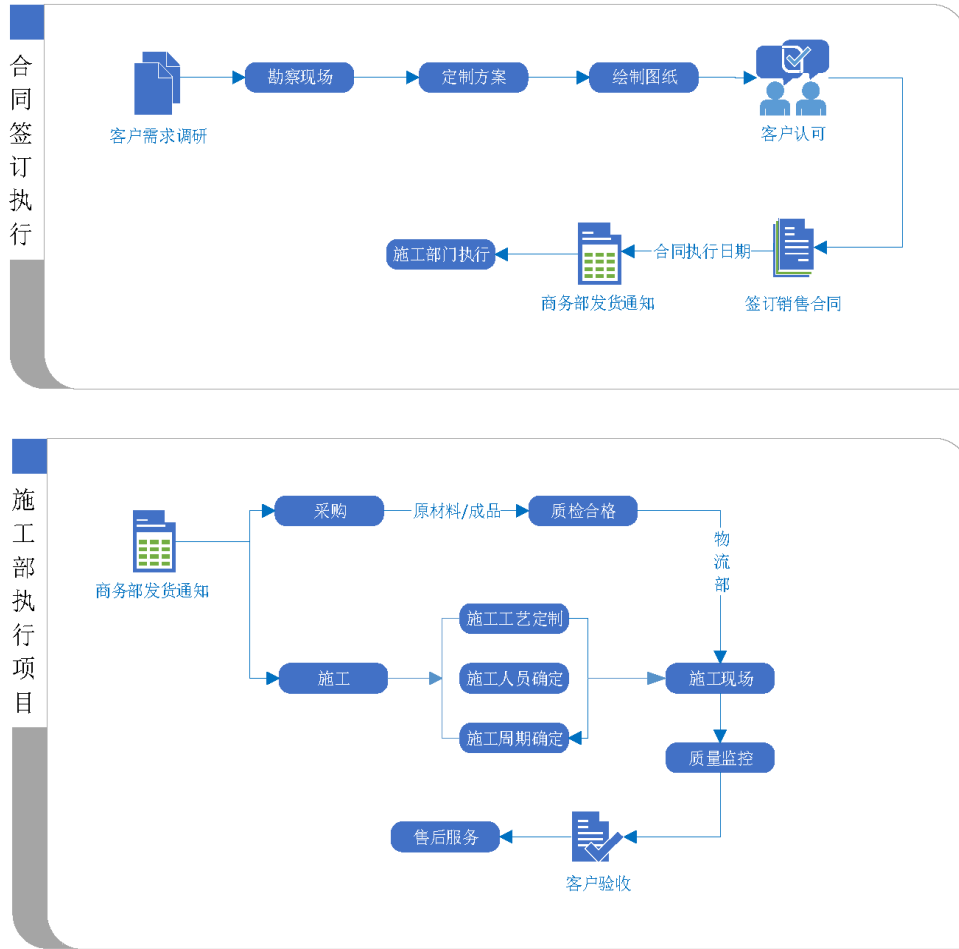 合同签订执行
客户需求调研
勘察现场
定制方案
绘制图纸
客户认可
施工部门执行
商务部发货通知
合同执行日期
签订销售合同
施工部执行项目
商务部发货通知
采购
原材料/成品
质检合格
物流部
施工工艺定制
施工
施工人员确定
施工现场
施工周期确定
质量监控
售后服务
客户验收